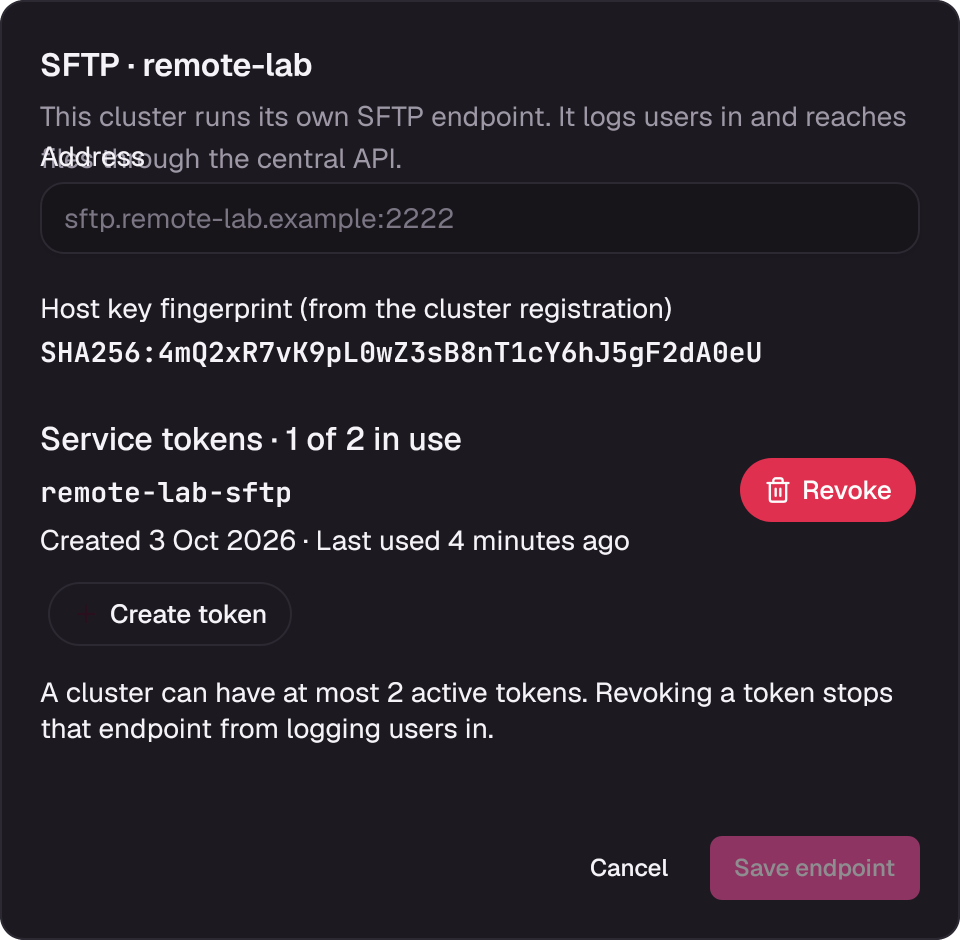 SFTP · remote-lab
This cluster runs its own SFTP endpoint. It logs users in and reaches
files through the central API.
Address
sftp.remote-lab.example:2222
Host key fingerprint (from the cluster registration)
SHA256:4mQ2xR7vK9pL0wZ3sB8nT1cY6hJ5gF2dA0eU
Service tokens · 1 of 2 in use
remote-lab-sftp
Revoke
Created 3 Oct 2026 · Last used 4 minutes ago
Create token
A cluster can have at most 2 active tokens. Revoking a token stops
that endpoint from logging users in.
Cancel
Save endpoint